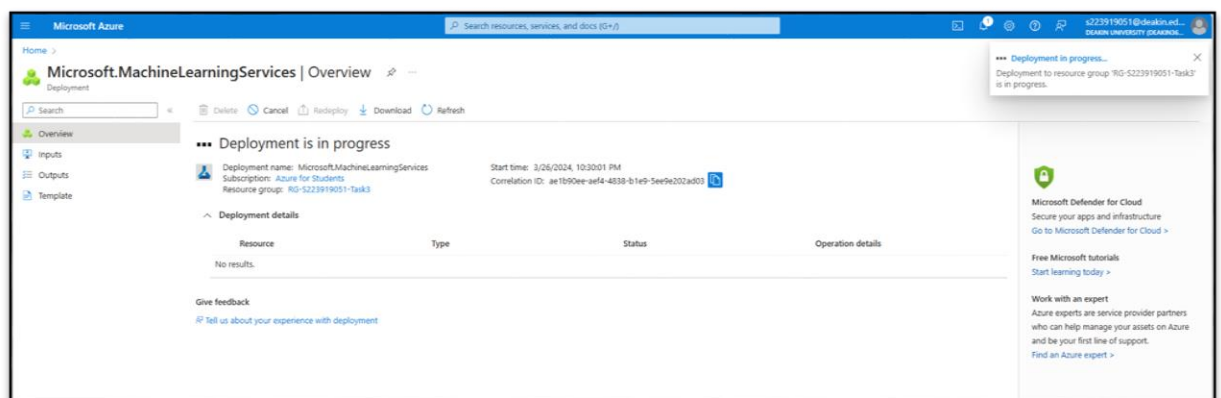 Microsoft Azure
Search resources, services, and docs (G+/)
s223919051@deakin.ed...
DEAKIN UNIVERSITY (DEAKIN36...
Home >
Microsoft.MachineLearningServices | Overview
Deployment
Deployment in progress...
Deployment to resource group 'RG-S223919051-Task3'
is in progress.
Search
Delete Cancel Redeploy Download Refresh
Overview
Inputs
Outputs
Template
Deployment is in progress
Deployment name: Microsoft.MachineLearningServices
Subscription: Azure for Students
Resource group: RG-S223919051-Task3
Start time: 3/26/2024, 10:30:01 PM
Correlation ID: ae1b90ee-aef4-4838-b1e9-5ee9e202ad03
Deployment details
Resource Type Status Operation details
No results.
Give feedback
Tell us about your experience with deployment
Microsoft Defender for Cloud
Secure your apps and infrastructure
Go to Microsoft Defender for Cloud >
Free Microsoft tutorials
Start learning today >
Work with an expert
Azure experts are service provider partners
who can help manage your assets on Azure
and be your first line of support.
Find an Azure expert >